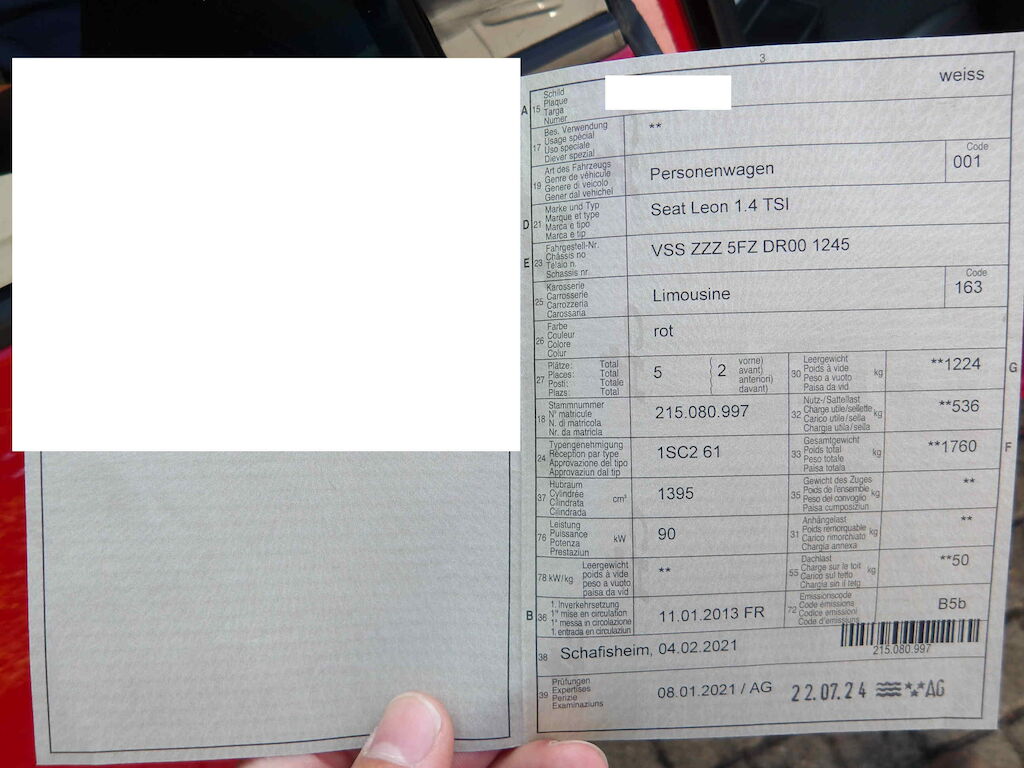 3
A
15
Schild
Plaque
Targa
Numer
weiss
17
Bes. Verwendung
Usage spécial
Uso speciale
Diever spezial
**
19
Art des Fahrzeugs
Genre de véhicule
Genere di veicolo
Gener dal vehichel
Personenwagen
Code
001
D
21
Marke und Typ
Marque et type
Marca e tipo
Marca e tip
Seat Leon 1.4 TSI
E
23
Fahrgestell-Nr.
Châssis no
Telaio n.
Schassis nr.
VSS ZZZ 5FZ DR00 1245
25
Karosserie
Carrosserie
Carrozzeria
Carossaria
Limousine
Code
163
26
Farbe
Couleur
Colore
Colur
rot
27
Plätze: Total
Places: Total
Posti: Totale
Plazs: Total
5
( 2 vorne)
avant)
anteriori)
davant)
30
Leergewicht
Poids à vide
Peso a vuoto
Paisa da vid
kg
**1224
G
18
Stammnummer
N° matricule
N. di matricola
Nr. da matricla
215.080.997
32
Nutz-/Sattellast
Charge utile/sellette
Carico utile/sella
Chargia utila/sella
kg
**536
24
Typengenehmigung
Réception par type
Approvazione del tipo
Approvaziun dal tip
1SC2 61
33
Gesamtgewicht
Poids total
Peso totale
Paisa totala
kg
**1760
F
37
Hubraum
Cylindrée
Cilindrata
Cilindrada
cm³
1395
35
Gewicht des Zuges
Poids de l'ensemble
Peso del convoglio
Paisa cumposiziun
kg
**
76
Leistung
Puissance
Potenza
Prestaziun
kW
90
31
Anhängelast
Poids remorquable
Carico rimorchiato
Chargia annexa
kg
**
78 kW/kg
Leergewicht
poids à vide
peso a vuoto
paisa da vid
**
55
Dachlast
Charge sur le toit
Carico sul tetto
Chargia sin il tetg
kg
**50
B
36
1. Inverkehrsetzung
1re mise en circulation
1a messa in circolazione
1. entrada en circulaziun
11.01.2013 FR
72
Emissionscode
Code émissions
Codice emissioni
Code d'emissiuns
B5b
38
Schafisheim, 04.02.2021
215.080.997
39
Prüfungen
Expertises
Perizie
Examinaziuns
08.01.2021 / AG
22.07.24 AG